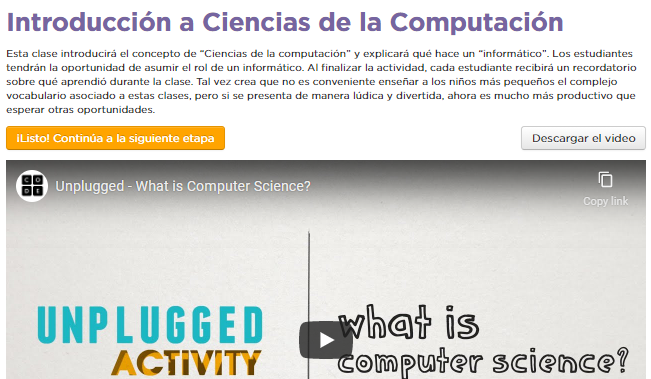 Introducción a Ciencias de la Computación
Esta clase introducirá el concepto de “Ciencias de la computación” y explicará qué hace un “informático”. Los estudiantes
tendrán la oportunidad de asumir el rol de un informático. Al finalizar la actividad, cada estudiante recibirá un recordatorio
sobre qué aprendió durante la clase. Tal vez crea que no es conveniente enseñar a los niños más pequeños el complejo
vocabulario asociado a estas clases, pero si se presenta de manera lúdica y divertida, ahora es mucho más productivo que
esperar otras oportunidades.
¡Listo! Continúa a la siguiente etapa
Descargar el video
CODE
Unplugged - What is Computer Science?
Copy link
UNPLUGGED
ACTIVITY
what is
computer science?